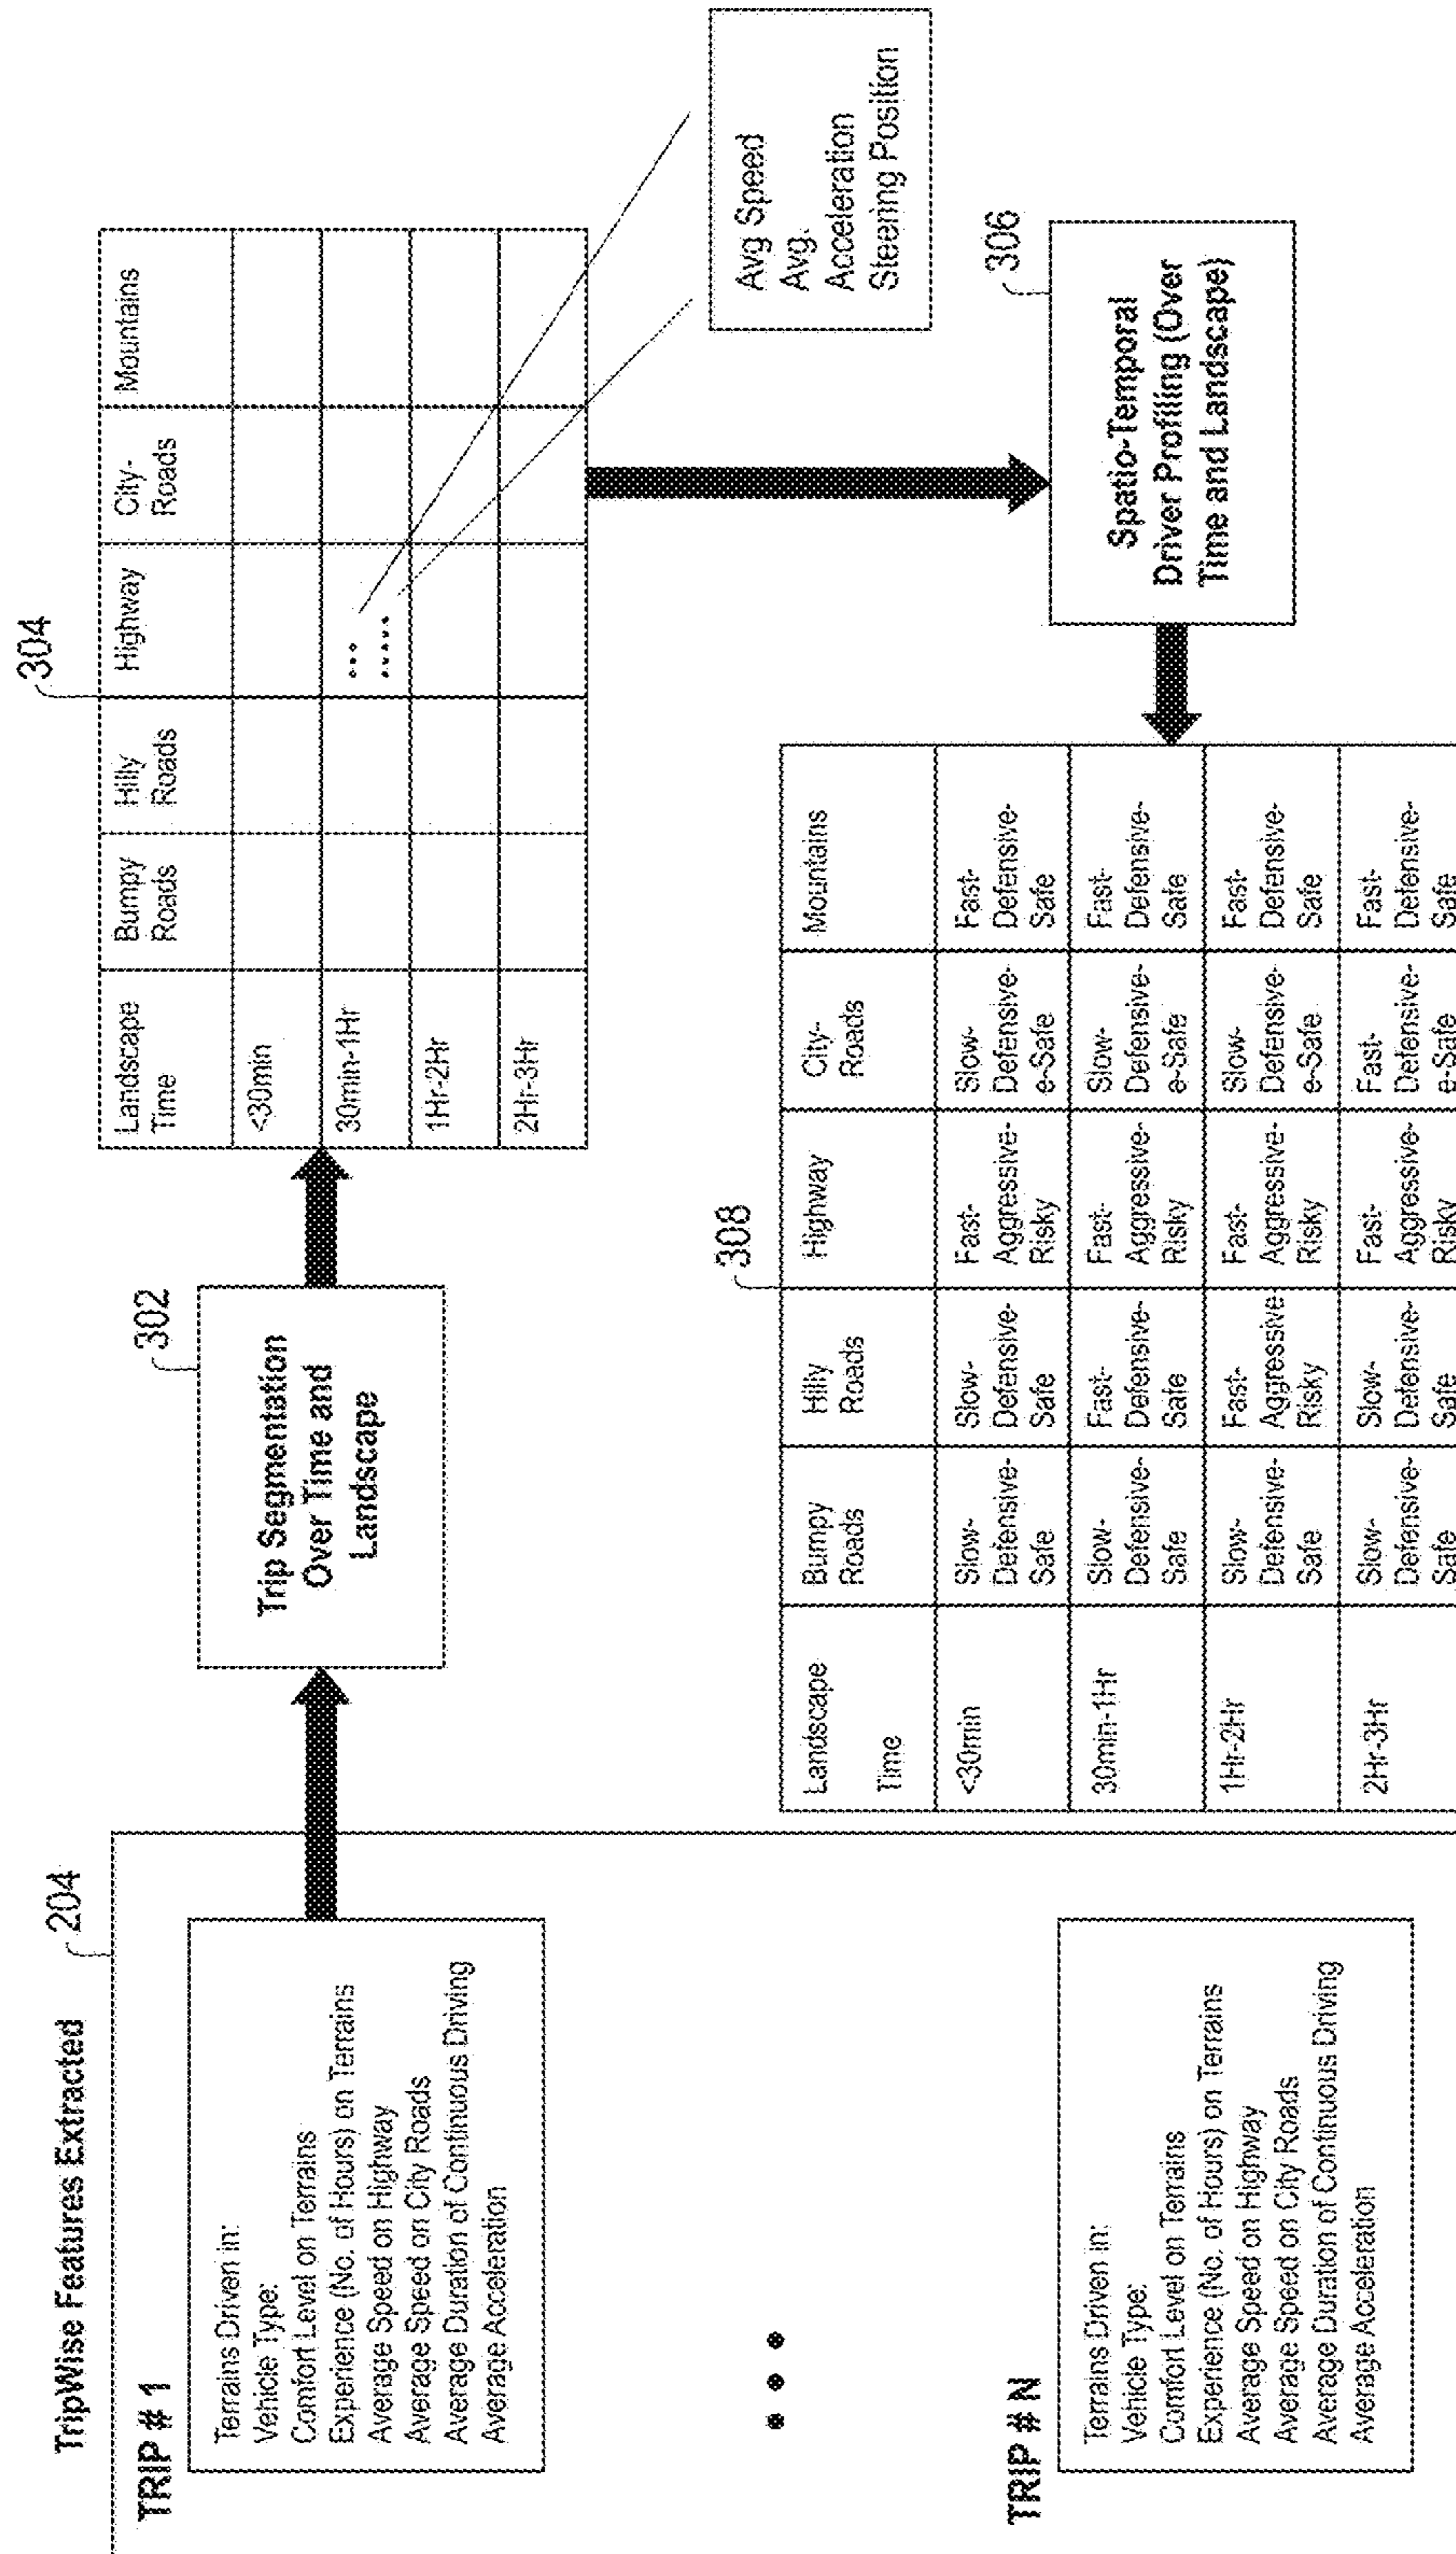 TripWise Features Extracted
204
TRIP # 1
Terrains Driven in:
Vehicle Type:
Comfort Level on Terrains
Experience (No. of Hours) on Terrains
Average Speed on Highway
Average Speed on City Roads
Average Duration of Continuous Driving
Average Acceleration
• • •
TRIP # N
Terrains Driven in:
Vehicle Type:
Comfort Level on Terrains
Experience (No. of Hours) on Terrains
Average Speed on Highway
Average Speed on City Roads
Average Duration of Continuous Driving
Average Acceleration
302
Trip Segmentation
Over Time and
Landscape
304
Landscape
Time
Bumpy
Roads
Hilly
Roads
Highway
City-
Roads
Mountains
<30min
30min-1Hr
...
.....
1Hr-2Hr
2Hr-3Hr
Avg Speed
Avg.
Acceleration
Steering Position
306
Spatio-Temporal
Driver Profiling (Over
Time and Landscape)
308
Landscape
Time
Bumpy
Roads
Hilly
Roads
Highway
City-
Roads
Mountains
<30min
Slow-
Defensive-
Safe
Slow-
Defensive-
Safe
Fast-
Aggressive-
Risky
Slow-
Defensive-
e-Safe
Fast-
Defensive-
Safe
30min-1Hr
Slow-
Defensive-
Safe
Fast-
Defensive-
Safe
Fast-
Aggressive-
Risky
Slow-
Defensive-
e-Safe
Fast-
Defensive-
Safe
1Hr-2Hr
Slow-
Defensive-
Safe
Fast-
Aggressive
Risky
Fast-
Aggressive-
Risky
Slow-
Defensive-
e-Safe
Fast-
Defensive-
Safe
2Hr-3Hr
Slow-
Defensive-
Safe
Slow-
Defensive-
Safe
Fast-
Aggressive-
Risky
Fast-
Defensive-
e-Safe
Fast-
Defensive-
Safe